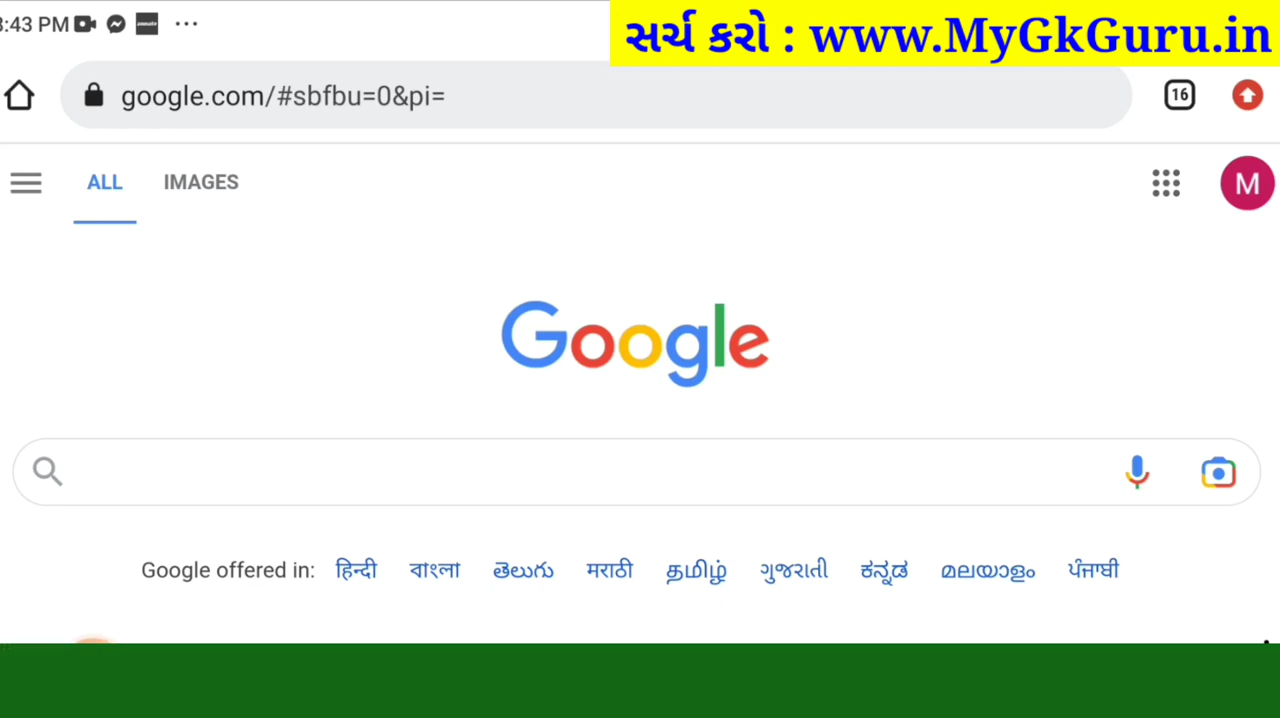 :43 PM ...
સર્ચ કરો : www.MyGkGuru.in
google.com/#sbfbu=0&pi=
16
ALL IMAGES
M
Google
Google offered in: हिन्दी বাংলা తెలుగు मराठी தமிழ் ગુજરાતી ಕನ್ನಡ മലയാളം ਪੰਜਾਬੀ